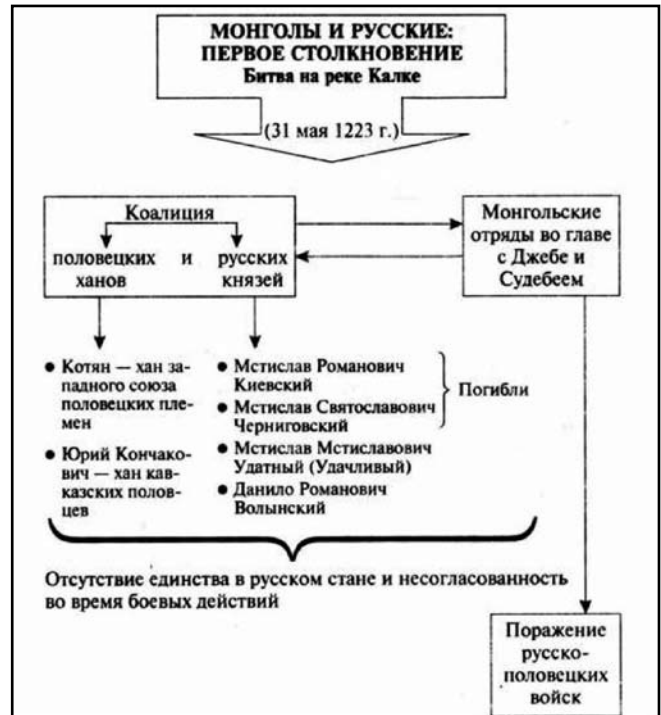 МОНГОЛЫ И РУССКИЕ:
ПЕРВОЕ СТОЛКНОВЕНИЕ
Битва на реке Калке
(31 мая 1223 г.)
Коалиция
половецких и русских
ханов князей
Монгольские
отряды во главе
с Джебе и
Судебеем
● Котян — хан за-
падного союза
половецких пле-
мен
● Юрий Кончако-
вич — хан кав-
казских полов-
цев
● Мстислав Романович
Киевский
● Мстислав Святославович
Черниговский
Погибли
● Мстислав Мстиславович
Удатный (Удачливый)
● Данило Романович
Волынский
Отсутствие единства в русском стане и несогласованность
во время боевых действий
Поражение
русско-
половецких
войск